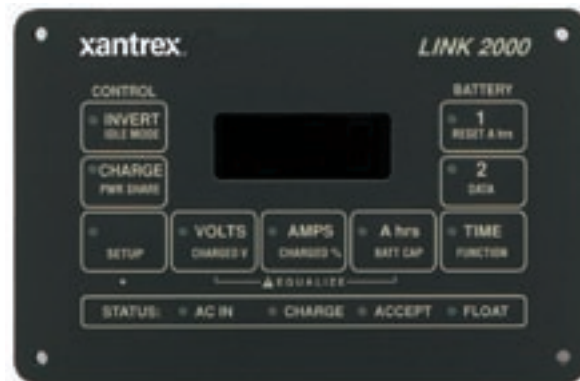 xantrex
LINK 2000
CONTROL
BATTERY
INVERT
IDLE MODE
1
RESET A hrs
CHARGE
PWR SHARE
2
DATA
SETUP
VOLTS
CHARGED V
AMPS
CHARGED %
A hrs
BATT CAP
TIME
FUNCTION
EQUALIZE
STATUS: AC IN CHARGE ACCEPT FLOAT